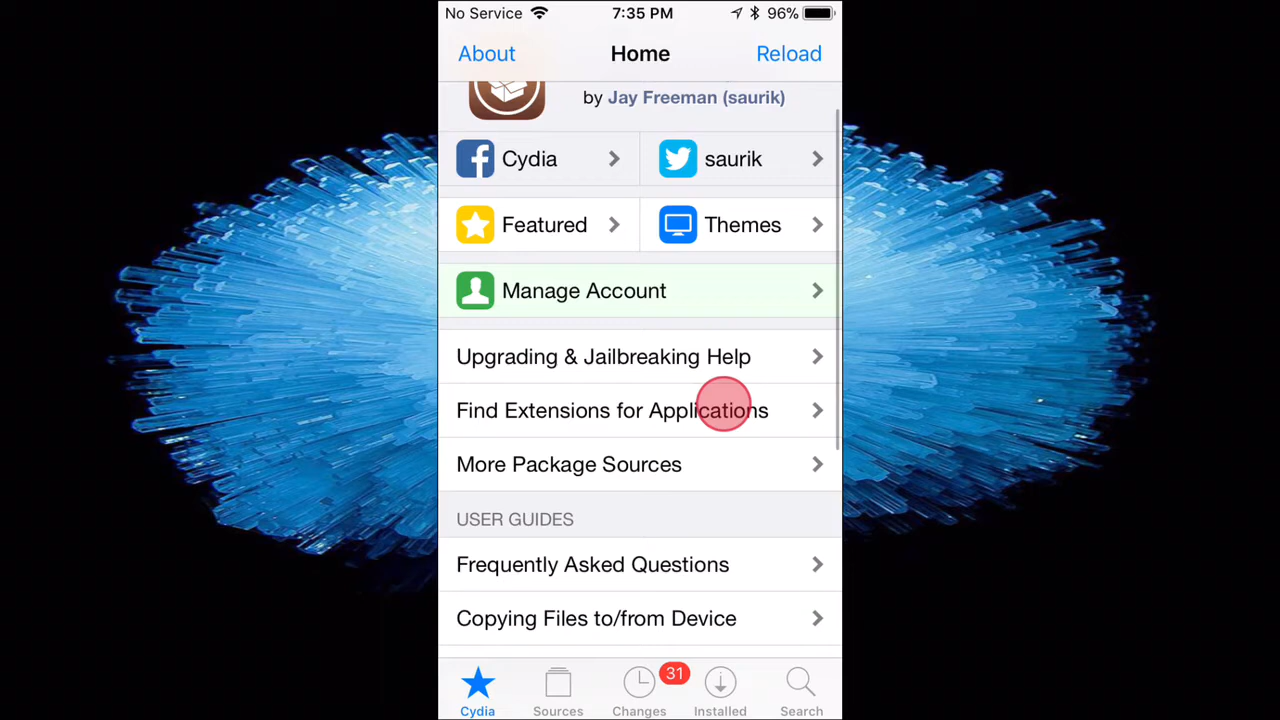 No Service 7:35 PM 96%
About Home Reload
by Jay Freeman (saurik)
Cydia saurik
Featured Themes
Manage Account
Upgrading & Jailbreaking Help
Find Extensions for Applications
More Package Sources
USER GUIDES
Frequently Asked Questions
Copying Files to/from Device
31
Cydia Sources Changes Installed Search